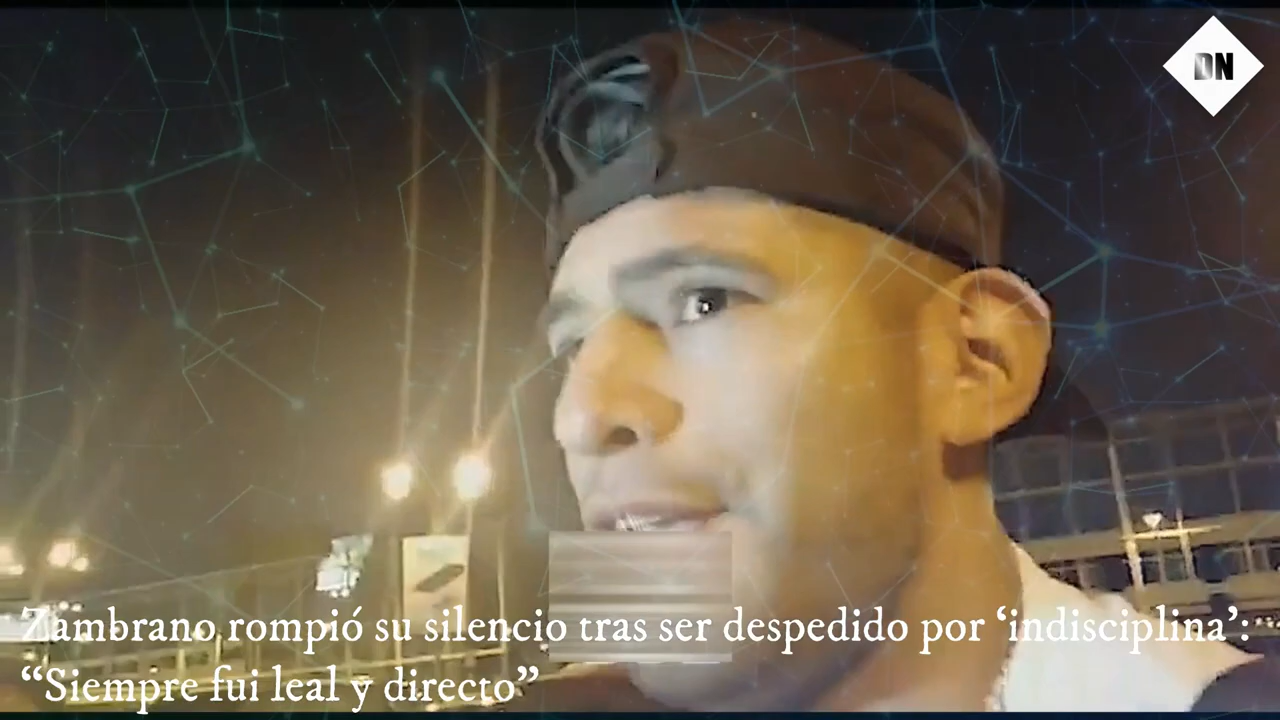 DN
Zambrano rompió su silencio tras ser despedido por ‘indisciplina’:
“Siempre fui leal y directo”